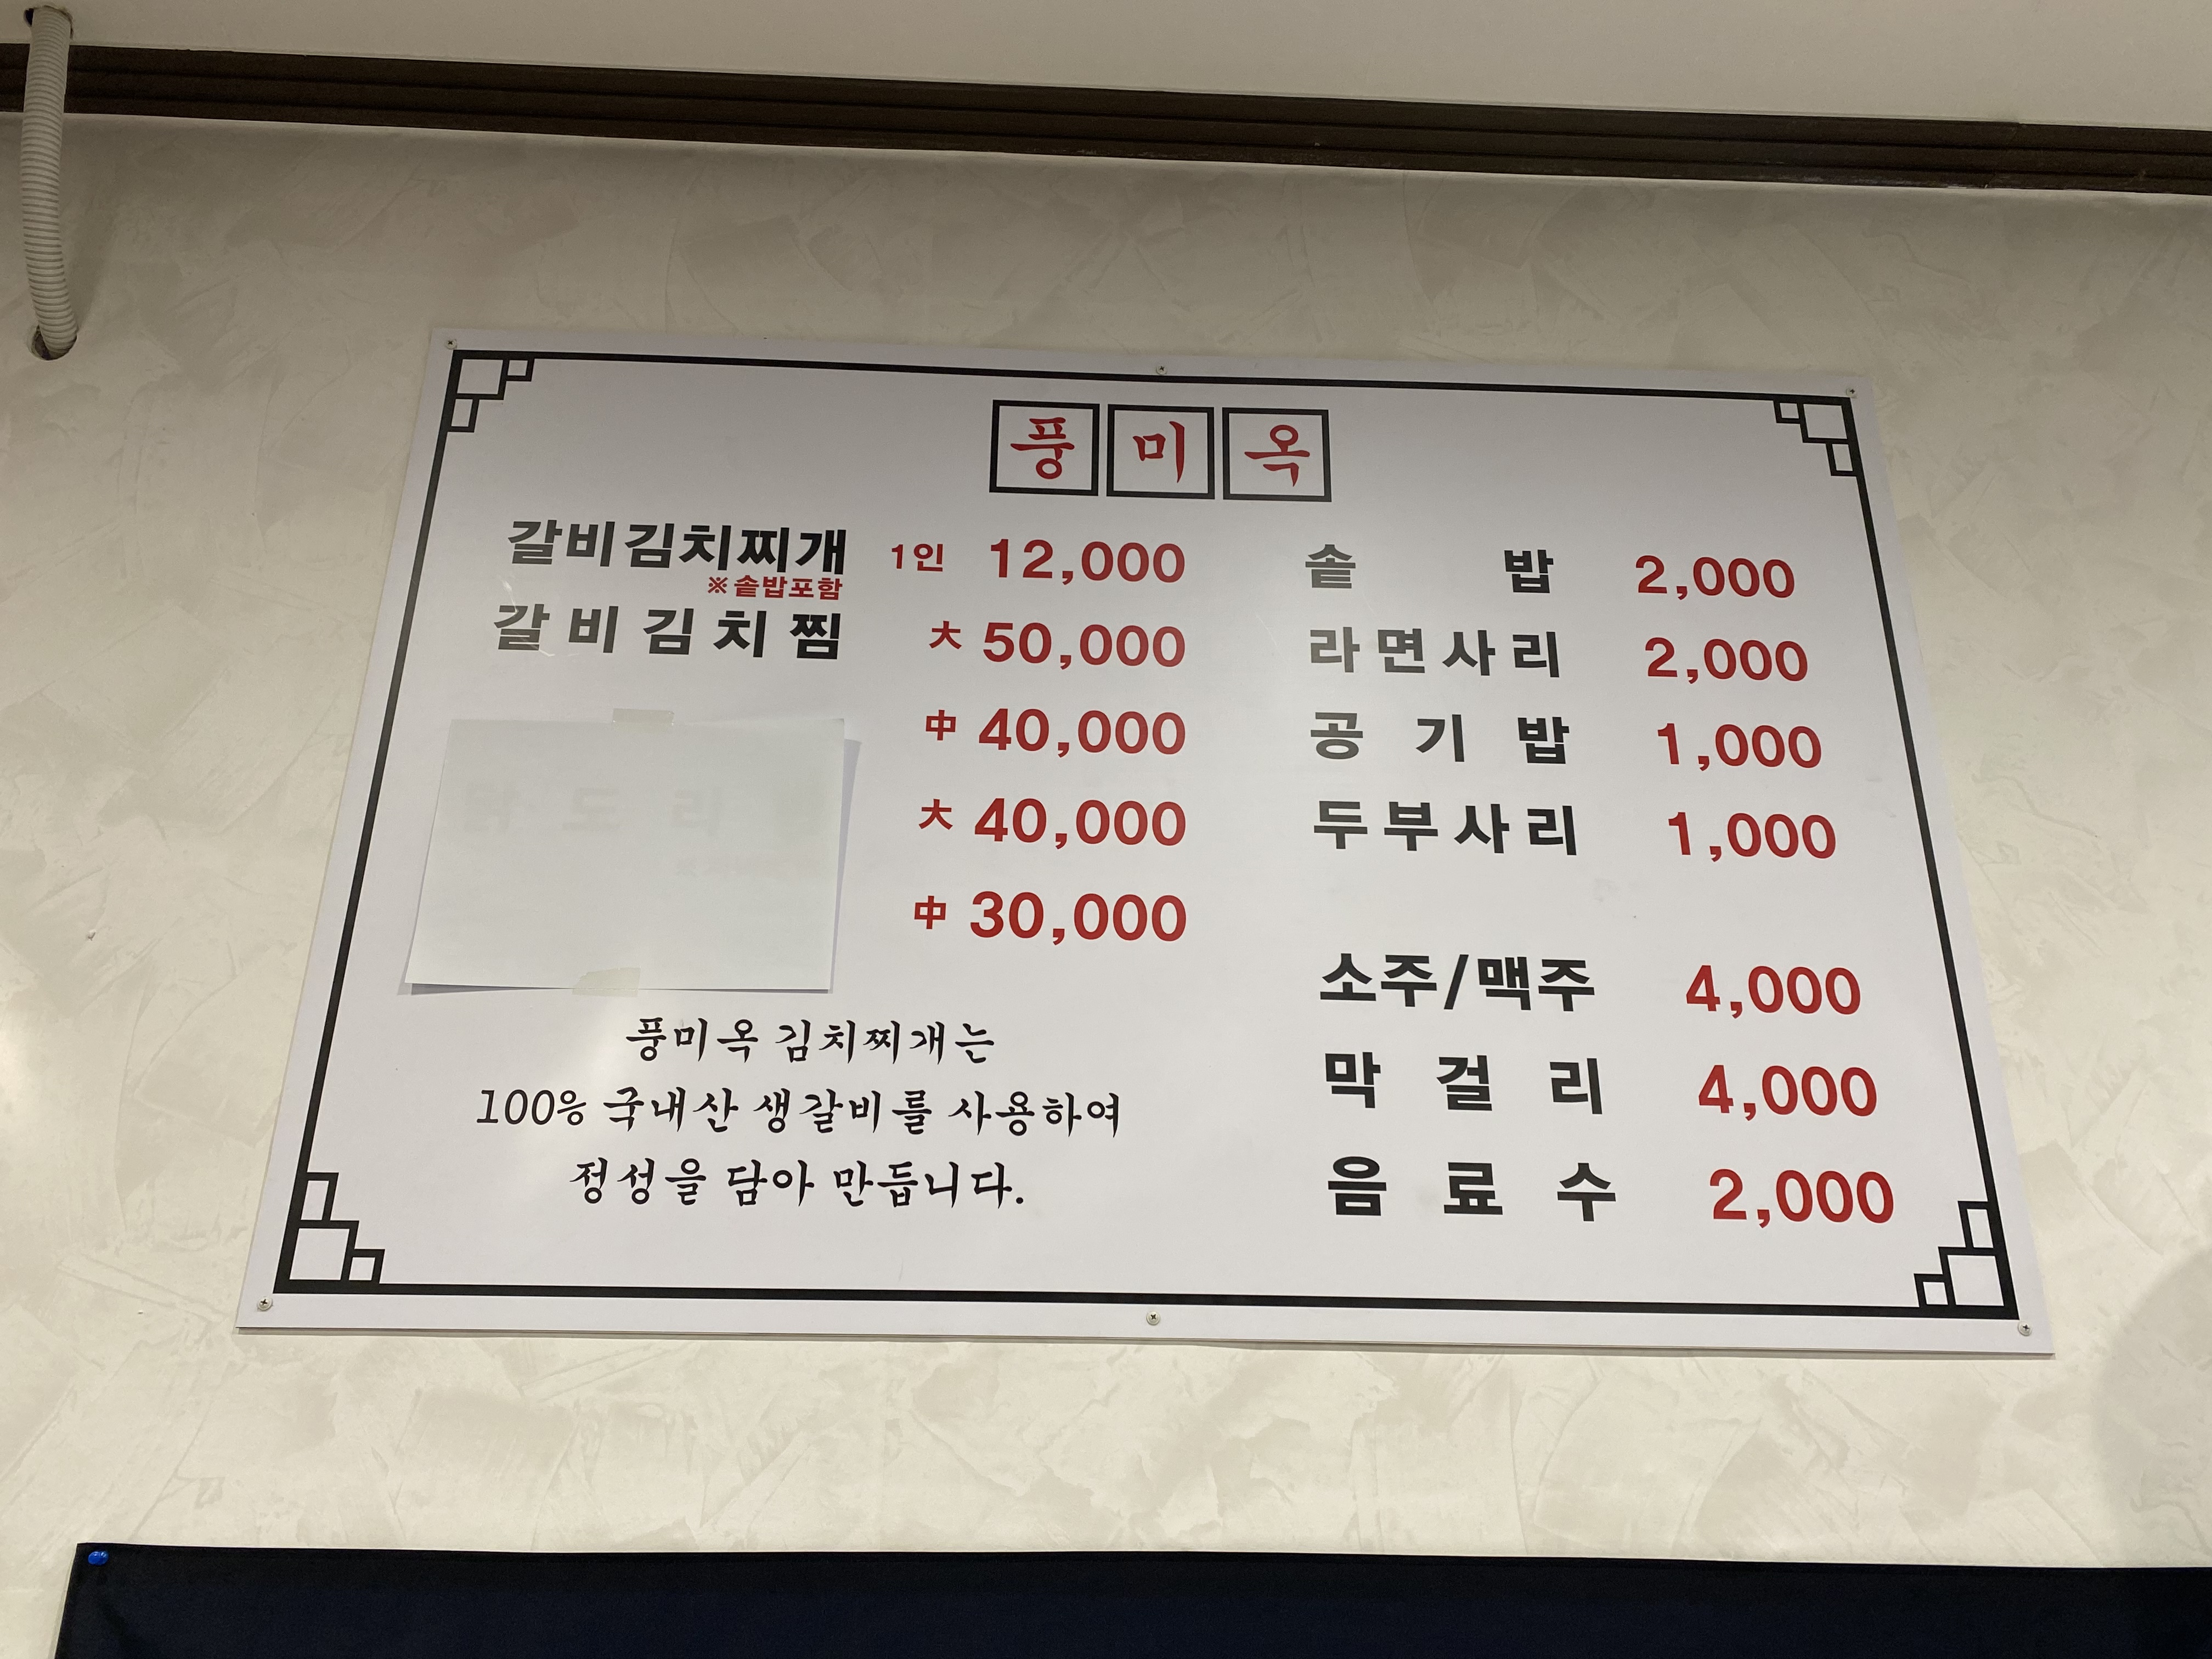 풍미옥
갈비김치찌개 1인 12,000
※솥밥포함
갈비김치찜 大 50,000
中 40,000
大 40,000
中 30,000
풍미옥 김치찌개는
100% 국내산 생갈비를 사용하여
정성을 담아 만듭니다.
솥밥 2,000
라면사리 2,000
공기밥 1,000
두부사리 1,000
소주/맥주 4,000
막걸리 4,000
음료수 2,000